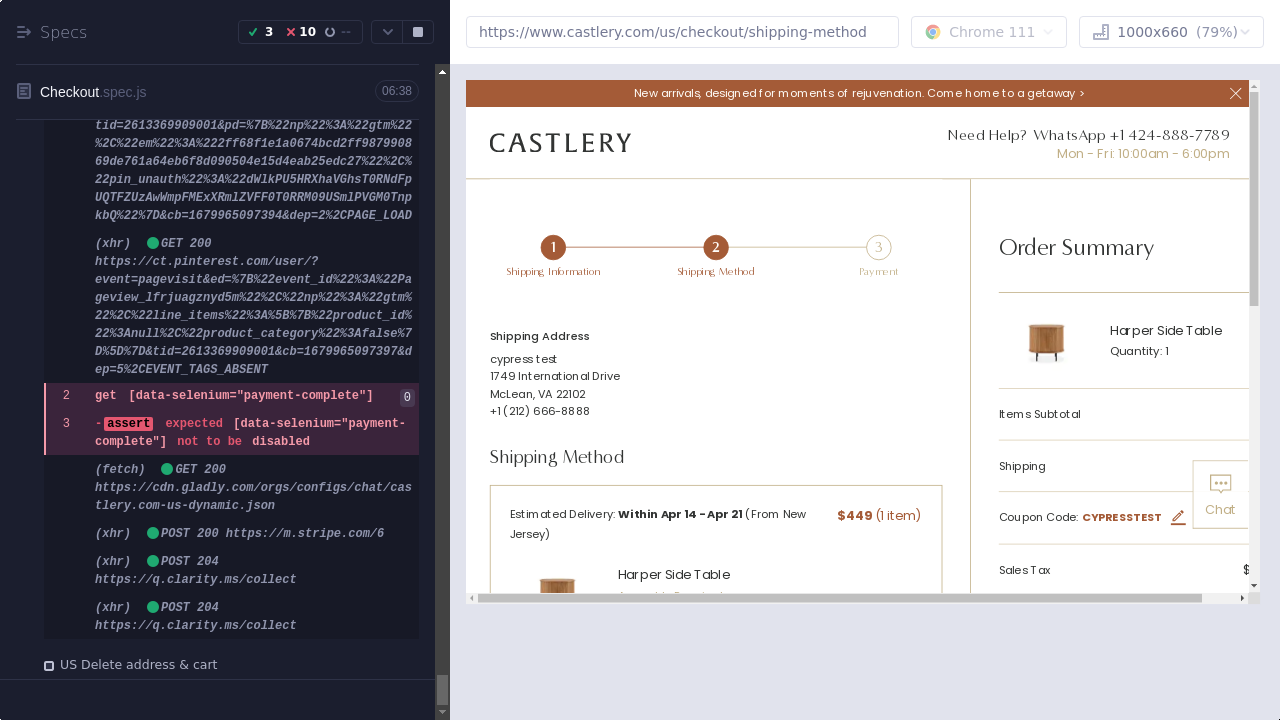 Specs
3
10
--
Checkout.spec.js
06:38
tid=2613369909001&pd=%7B%22np%22%3A%22gtm%22
%2C%22em%22%3A%222ff68f1e1a0674bcd2ff9879908
69de761a64eb6f8d090504e15d4eab25edc27%22%2C%
22pin_unauth%22%3A%22dWlkPU5HRXhaVGhsT0RNdFp
UQTFZUzAwWmpFMExXRmlZVFF0T0RRM09USmlPVGM0Tnp
kbQ%22%7D&cb=1679965097394&dep=2%2CPAGE_LOAD
(xhr) GET 200
https://ct.pinterest.com/user/?
event=pagevisit&ed=%7B%22event_id%22%3A%22Pa
geview_lfrjuagznyd5m%22%2C%22np%22%3A%22gtm%
22%2C%22line_items%22%3A%5B%7B%22product_id%
22%3Anull%2C%22product_category%22%3Afalse%7
D%5D%7D&tid=2613369909001&cb=1679965097397&d
ep=5%2CEVENT_TAGS_ABSENT
2 get [data-selenium="payment-complete"] 0
3 -assert expected [data-selenium="payment-
complete"] not to be disabled
(fetch) GET 200
https://cdn.gladly.com/orgs/configs/chat/cas
tlery.com-us-dynamic.json
(xhr) POST 200 https://m.stripe.com/6
(xhr) POST 204
https://q.clarity.ms/collect
(xhr) POST 204
https://q.clarity.ms/collect
US Delete address & cart
https://www.castlery.com/us/checkout/shipping-method
Chrome 111
1000x660 (79%)
New arrivals, designed for moments of rejuvenation. Come home to a getaway >
CASTLERY
Need Help? WhatsApp +1 424-888-7789
Mon - Fri: 10:00am - 6:00pm
1
2
3
Shipping Information
Shipping Method
Payment
Shipping Address
cypress test
1749 International Drive
McLean, VA 22102
+1 (212) 666-8888
Shipping Method
Estimated Delivery: Within Apr 14 - Apr 21 (From New
Jersey)
$449 (1 item)
Harper Side Table
Order Summary
Harper Side Table
Quantity: 1
Items Subtotal
Shipping
Coupon Code: CYPRESSTEST
Chat
Sales Tax
$